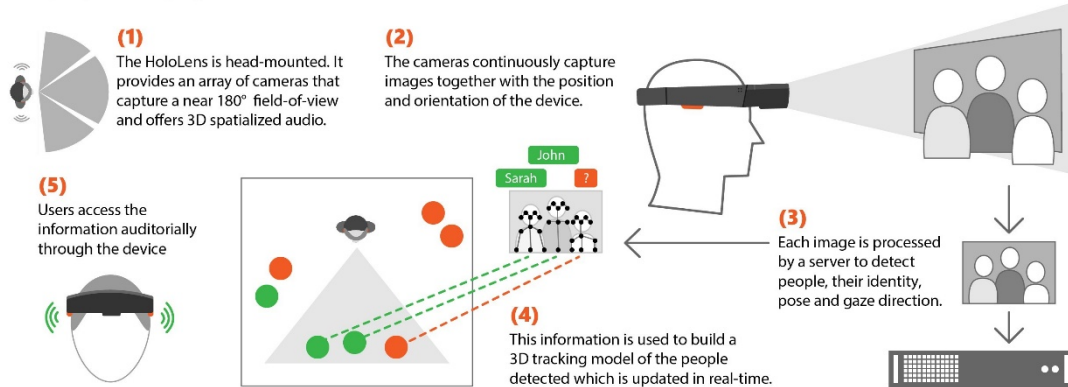 (1)
The HoloLens is head-mounted. It
provides an array of cameras that
capture a near 180° field-of-view
and offers 3D spatialized audio.
(2)
The cameras continuously capture
images together with the position
and orientation of the device.
(3)
Each image is processed
by a server to detect
people, their identity,
pose and gaze direction.
John
Sarah
?
(4)
This information is used to build a
3D tracking model of the people
detected which is updated in real-time.
(5)
Users access the
information auditorially
through the device